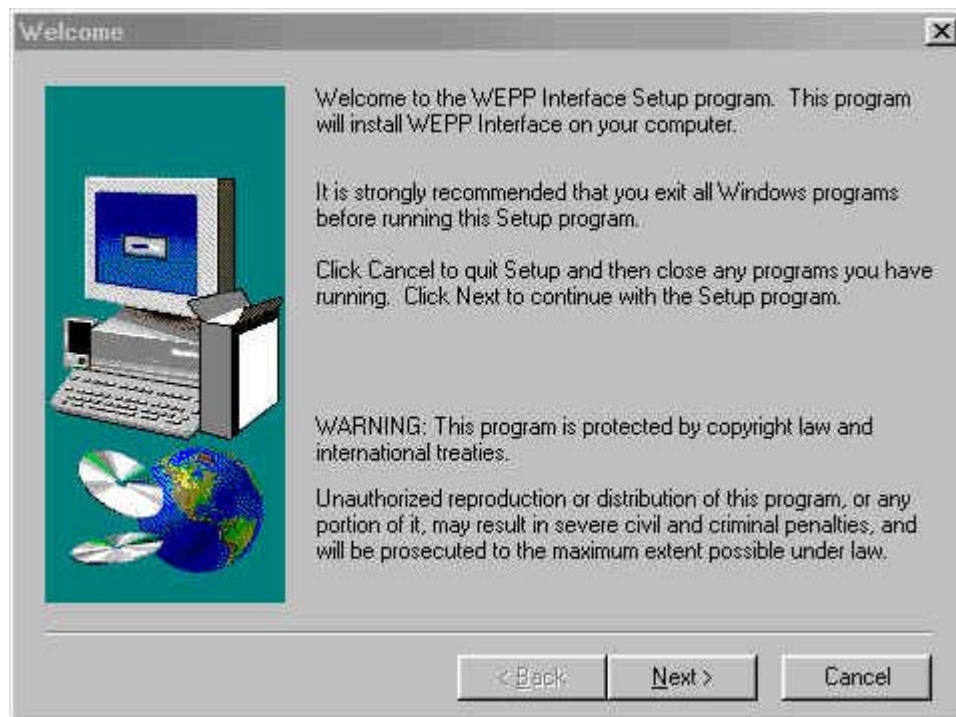 Welcome
Welcome to the WEPP Interface Setup program. This program
will install WEPP Interface on your computer.
It is strongly recommended that you exit all Windows programs
before running this Setup program.
Click Cancel to quit Setup and then close any programs you have
running. Click Next to continue with the Setup program.
WARNING: This program is protected by copyright law and
international treaties.
Unauthorized reproduction or distribution of this program, or any
portion of it, may result in severe civil and criminal penalties, and
will be prosecuted to the maximum extent possible under law.
< Back
Next >
Cancel